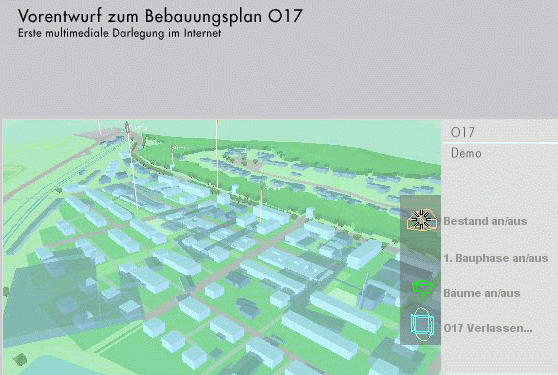 Vorentwurf zum Bebauungsplan O17
Erste multimediale Darlegung im Internet
O17
Demo
Bestand an/aus
1. Bauphase an/aus
Bäume an/aus
O17 Verlassen...